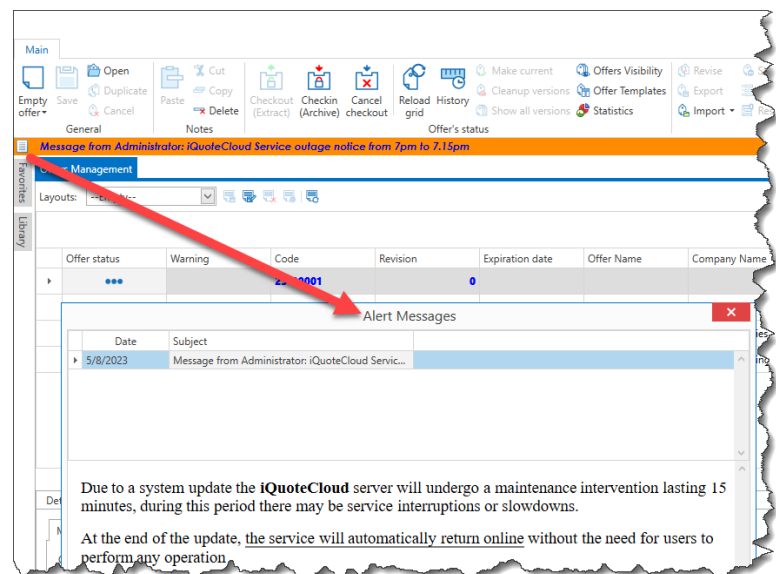 Main
Open
Cut
Duplicate
Copy
Make current
Offers Visibility
Revise
Cleanup versions
Offer Templates
Export
Empty offer
Save
Cancel
Paste
Delete
Checkout (Extract)
Checkin (Archive)
Cancel checkout
Reload grid
History
Show all versions
Statistics
Import
General
Notes
Offer's status
Message from Administrator: iQuoteCloud Service outage notice from 7pm to 7.15pm
Favorites
Management
Layouts:
Library
Offer status
Warning
Code
Revision
Expiration date
Offer Name
Company Name
0
Alert Messages
Date
Subject
5/8/2023
Message from Administrator: iQuoteCloud Servic...
Due to a system update the iQuoteCloud server will undergo a maintenance intervention lasting 15
minutes, during this period there may be service interruptions or slowdowns.
At the end of the update, the service will automatically return online without the need for users to
perform any operation